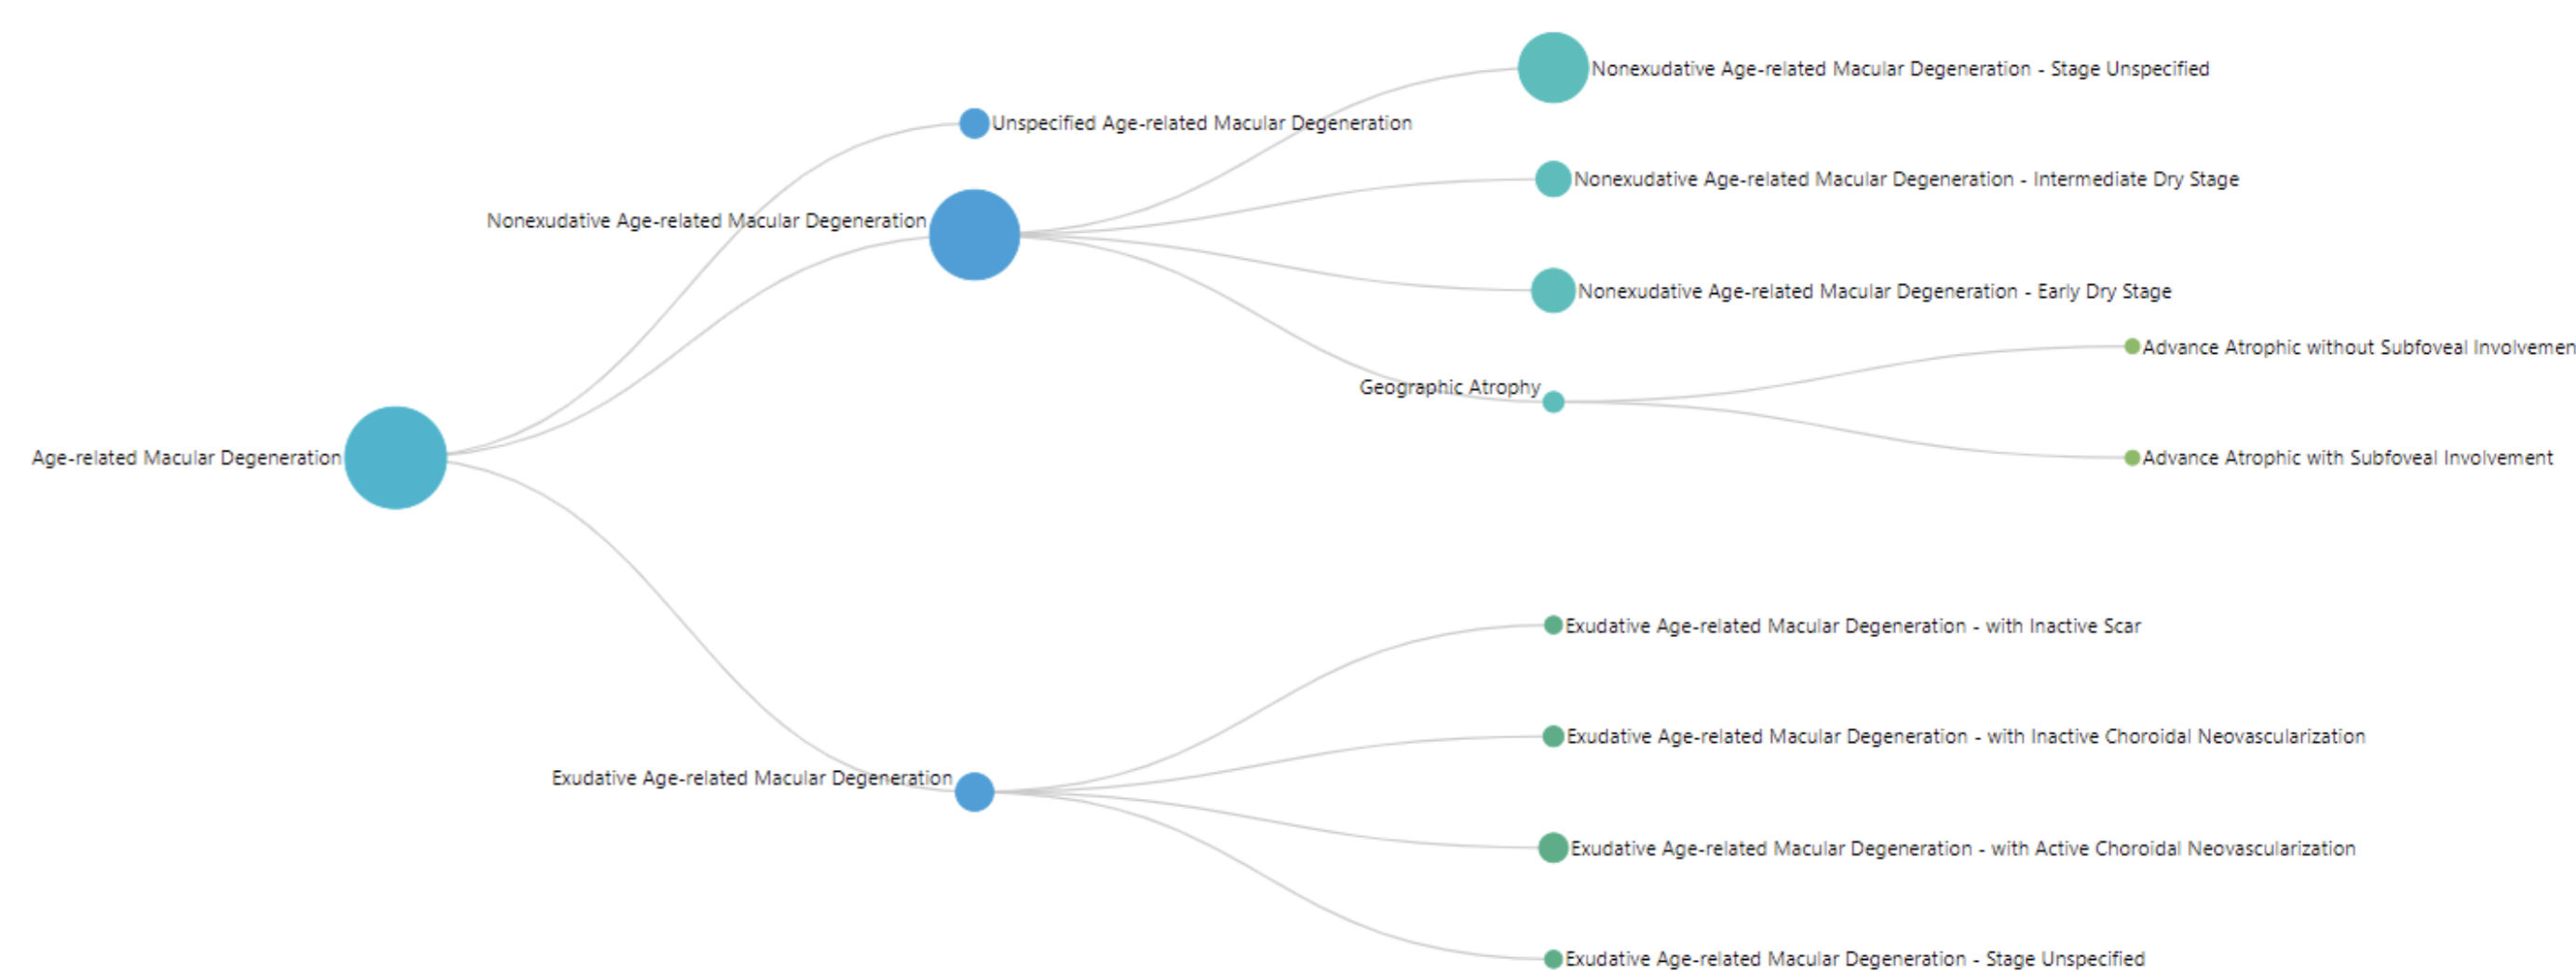 Nonexudative Age-related Macular Degeneration - Stage Unspecified
Unspecified Age-related Macular Degeneration
Nonexudative Age-related Macular Degeneration - Intermediate Dry Stage
Nonexudative Age-related Macular Degeneration
Nonexudative Age-related Macular Degeneration - Early Dry Stage
Advance Atrophic without Subfoveal Involvemen
Geographic Atrophy
Age-related Macular Degeneration
Advance Atrophic with Subfoveal Involvement
Exudative Age-related Macular Degeneration - with Inactive Scar
Exudative Age-related Macular Degeneration - with Inactive Choroidal Neovascularization
Exudative Age-related Macular Degeneration
Exudative Age-related Macular Degeneration - with Active Choroidal Neovascularization
Exudative Age-related Macular Degeneration - Stage Unspecified